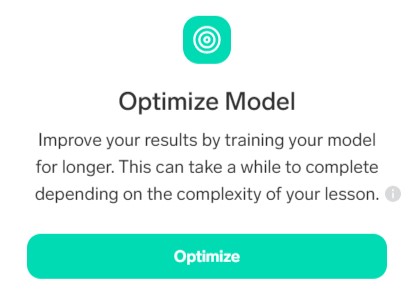 Optimize Model
Improve your results by training your model
for longer. This can take a while to complete
depending on the complexity of your lesson.
Optimize